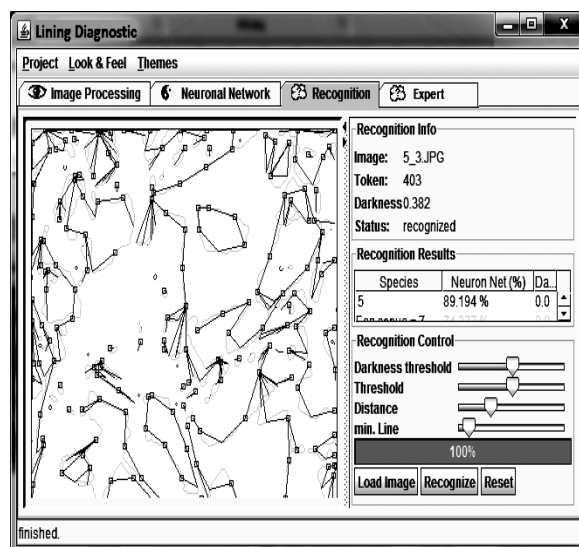 Lining Diagnostic
Project Look & Feel Themes
Image Processing Neuronal Network Recognition Expert
Recognition Info
Image: 5_3.JPG
Token: 403
Darkness 0.382
Status: recognized
Recognition Results
Species Neuron Net (%) Da...
5 89.194 % 0.0
Recognition Control
Darkness threshold
Threshold
Distance
min. Line
100%
Load Image Recognize Reset
finished.